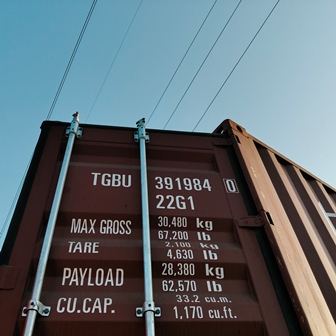 TGBU 391984 0
22G1
MAX GROSS 30,480 kg
67,200 lb
TARE 2,100 kg
4,630 lb
PAYLOAD 28,380 kg
62,570 lb
CU.CAP. 33.2 cu.m.
1,170 cu.ft.